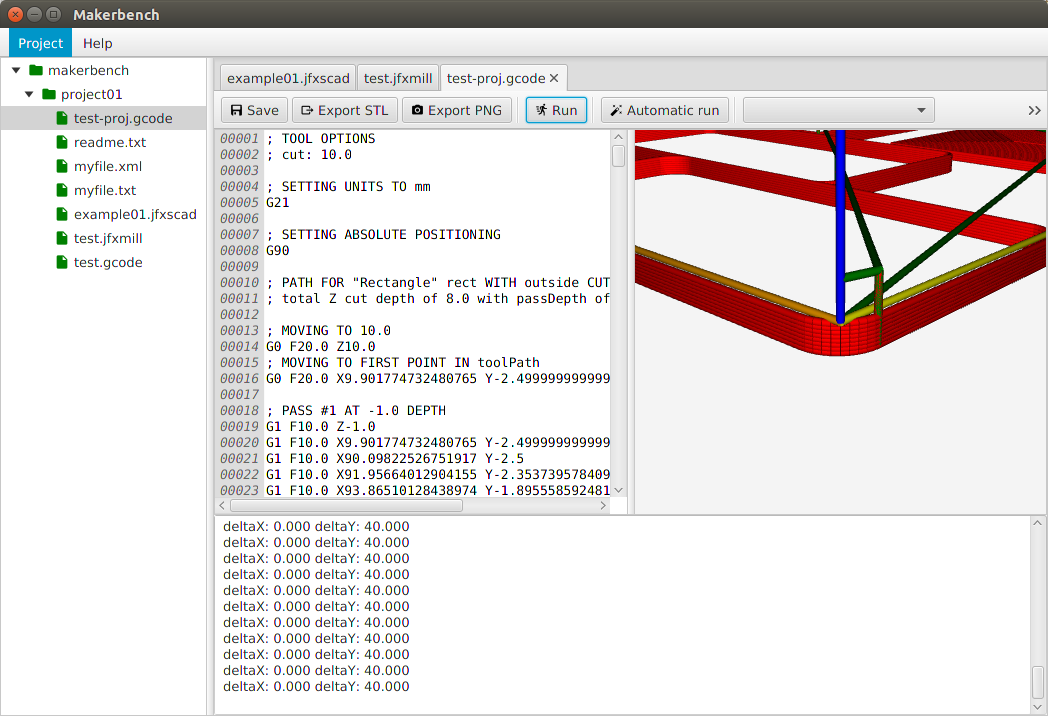 Makerbench
Project Help
makerbench
project01
test-proj.gcode
readme.txt
myfile.xml
myfile.txt
example01.jfxscad
test.jfxmill
test.gcode
example01.jfxscad test.jfxmill test-proj.gcode
Save Export STL Export PNG Run Automatic run
00001 ; TOOL OPTIONS
00002 ; cut: 10.0
00003
00004 ; SETTING UNITS TO mm
00005 G21
00006
00007 ; SETTING ABSOLUTE POSITIONING
00008 G90
00009
00010 ; PATH FOR "Rectangle" rect WITH outside CUT
00011 ; total Z cut depth of 8.0 with passDepth of
00012
00013 ; MOVING TO 10.0
00014 G0 F20.0 Z10.0
00015 ; MOVING TO FIRST POINT IN toolPath
00016 G0 F20.0 X9.901774732480765 Y-2.499999999999
00017
00018 ; PASS #1 AT -1.0 DEPTH
00019 G1 F10.0 Z-1.0
00020 G1 F10.0 X9.901774732480765 Y-2.499999999999
00021 G1 F10.0 X90.09822526751917 Y-2.5
00022 G1 F10.0 X91.95664012904155 Y-2.353739578409
00023 G1 F10.0 X93.86510128438974 Y-1.895558592481
deltaX: 0.000 deltaY: 40.000
deltaX: 0.000 deltaY: 40.000
deltaX: 0.000 deltaY: 40.000
deltaX: 0.000 deltaY: 40.000
deltaX: 0.000 deltaY: 40.000
deltaX: 0.000 deltaY: 40.000
deltaX: 0.000 deltaY: 40.000
deltaX: 0.000 deltaY: 40.000
deltaX: 0.000 deltaY: 40.000
deltaX: 0.000 deltaY: 40.000
deltaX: 0.000 deltaY: 40.000